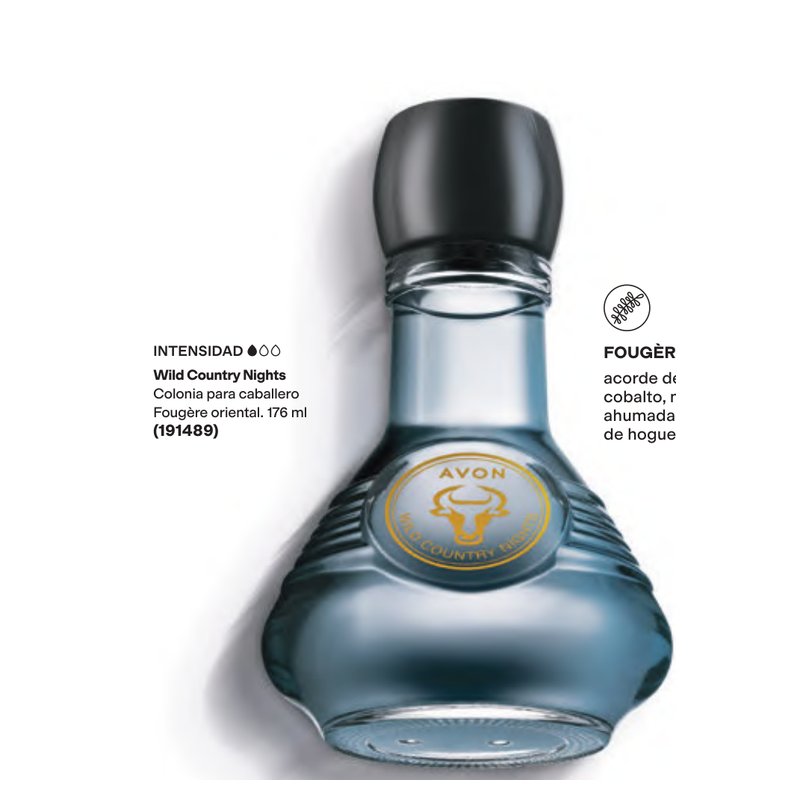 INTENSIDAD
Wild Country Nights
Colonia para caballero
Fougère oriental. 176 ml
(191489)
FOUGÈR
acorde de
cobalto, 
ahumada
de hogue
AVON
WILD COUNTRY NIGHTS